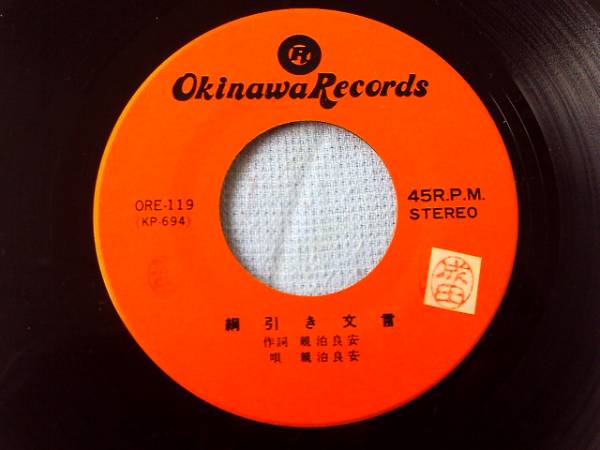 R
Okinawa Records
ORE-119
(KP-694)
45R.P.M.
STEREO
綱引き文言
作詞 親泊良安
唄 親泊良安